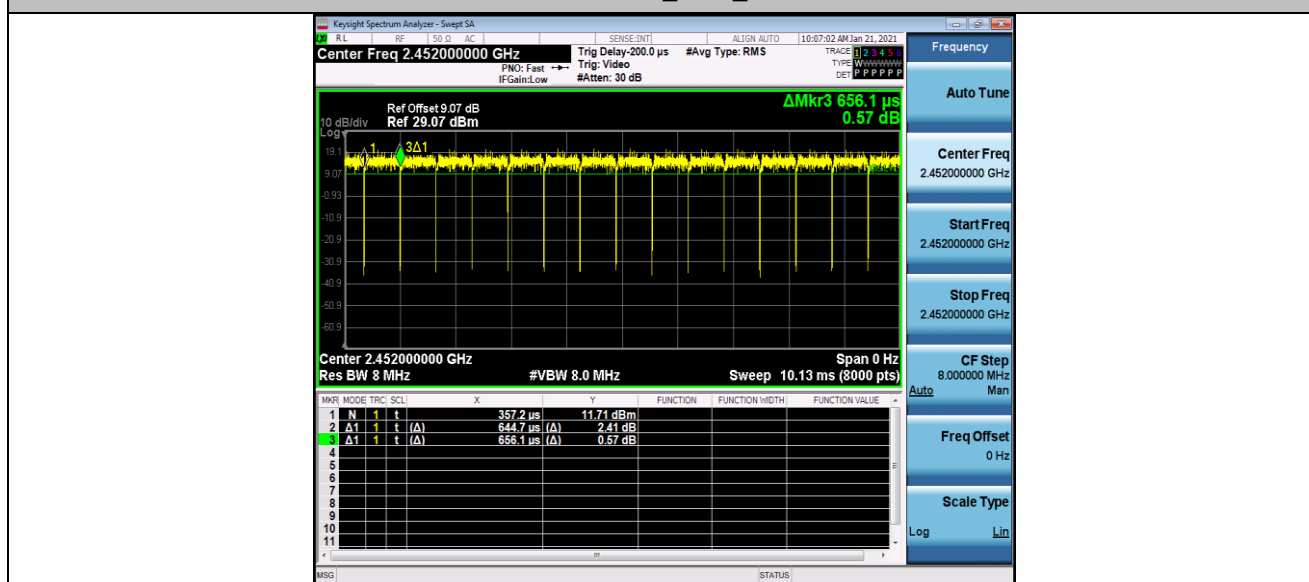 Keysight Spectrum Analyzer - Swept SA
RL RF 50 Ω AC SENSE:INT ALIGN AUTO 10:07:02 AM Jan 21, 2021
Center Freq 2.452000000 GHz
PNO: Fast
IFGain:Low
Trig Delay-200.0 µs
Trig: Video
#Atten: 30 dB
#Avg Type: RMS
TRACE 1 2 3 4 5 6
TYPE WWWWWW
DET P P P P P P
Ref Offset 9.07 dB
10 dB/div Ref 29.07 dBm
Log
ΔMkr3 656.1 µs
0.57 dB
1 3Δ1
19.1
9.07
-0.93
-10.9
-20.9
-30.9
-40.9
-50.9
-60.9
Center 2.452000000 GHz Span 0 Hz
Res BW 8 MHz #VBW 8.0 MHz Sweep 10.13 ms (8000 pts)
MKR MODE TRC SCL X Y FUNCTION FUNCTION WIDTH FUNCTION VALUE
1 N 1 t 357.2 µs 11.71 dBm
2 Δ1 1 t (Δ) 644.7 µs (Δ) 2.41 dB
3 Δ1 1 t (Δ) 656.1 µs (Δ) 0.57 dB
4
5
6
7
8
9
10
11
MSG STATUS
Frequency
Auto Tune
Center Freq
2.452000000 GHz
Start Freq
2.452000000 GHz
Stop Freq
2.452000000 GHz
CF Step
8.000000 MHz
Auto Man
Freq Offset
0 Hz
Scale Type
Log Lin